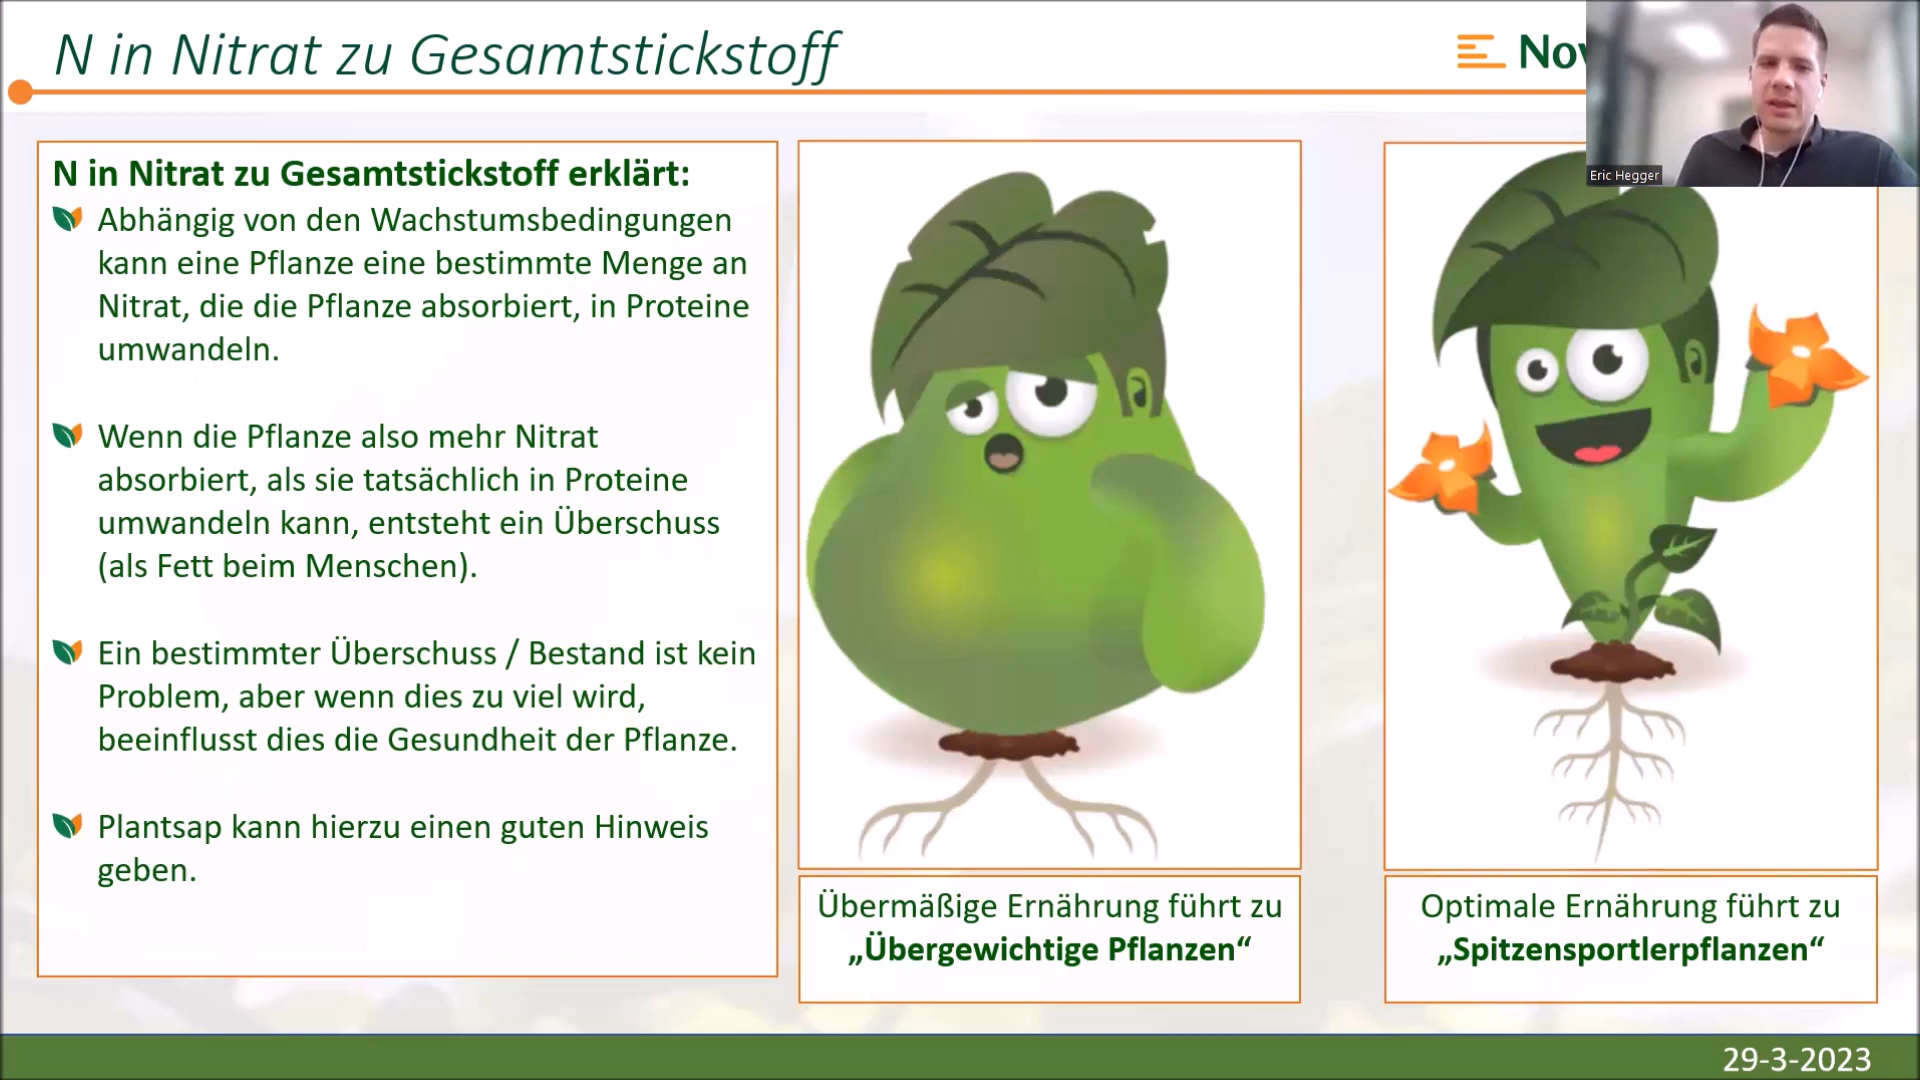 N in Nitrat zu Gesamtstickstoff
Eric Hegger
N in Nitrat zu Gesamtstickstoff erklärt:
Abhängig von den Wachstumsbedingungen
kann eine Pflanze eine bestimmte Menge an
Nitrat, die die Pflanze absorbiert, in Proteine
umwandeln.
Wenn die Pflanze also mehr Nitrat
absorbiert, als sie tatsächlich in Proteine
umwandeln kann, entsteht ein Überschuss
(als Fett beim Menschen).
Ein bestimmter Überschuss / Bestand ist kein
Problem, aber wenn dies zu viel wird,
beeinflusst dies die Gesundheit der Pflanze.
Plantsap kann hierzu einen guten Hinweis
geben.
Übermäßige Ernährung führt zu
„Übergewichtige Pflanzen“
Optimale Ernährung führt zu
„Spitzensportlerpflanzen“
29-3-2023